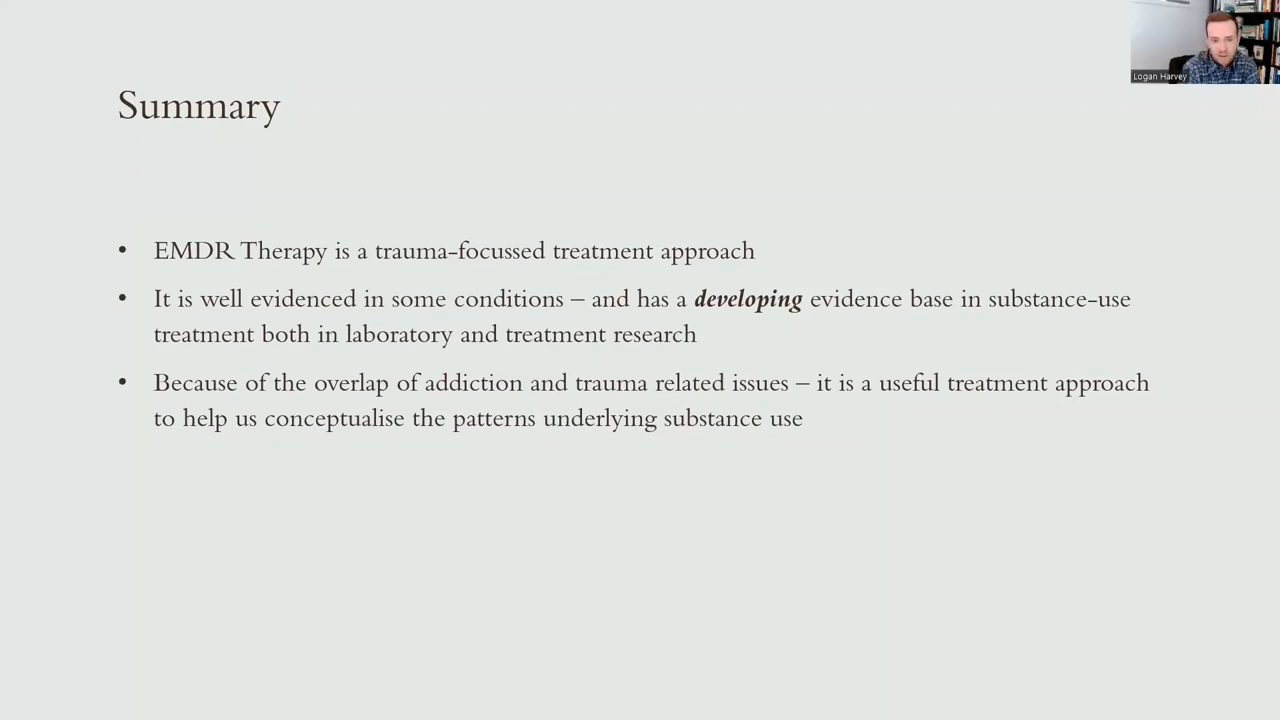 Logan Harvey
Summary
• EMDR Therapy is a trauma-focussed treatment approach
• It is well evidenced in some conditions – and has a developing evidence base in substance-use
treatment both in laboratory and treatment research
• Because of the overlap of addiction and trauma related issues – it is a useful treatment approach
to help us conceptualise the patterns underlying substance use